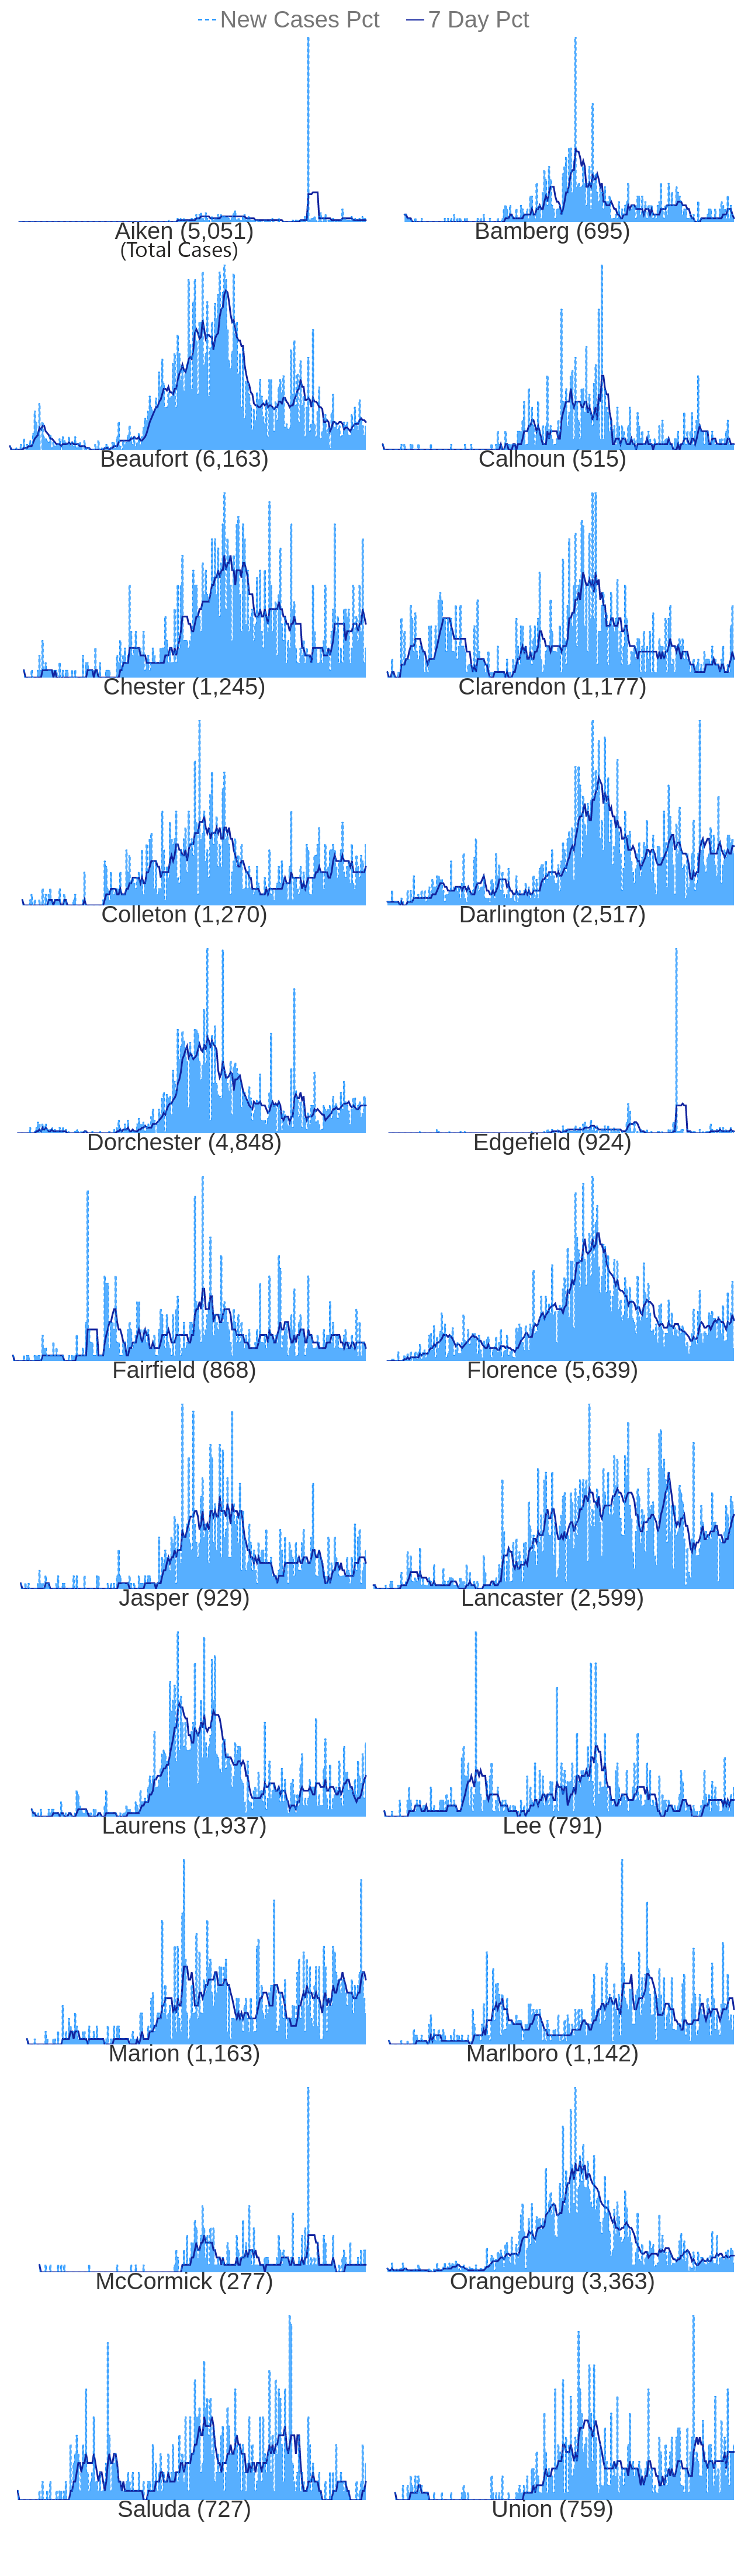 New Cases Pct 7 Day Pct
Aiken (5,051) Bamberg (695)
(Total Cases)
Beaufort (6,163) Calhoun (515)
Chester (1,245) Clarendon (1,177)
Colleton (1,270) Darlington (2,517)
Dorchester (4,848) Edgefield (924)
Fairfield (868) Florence (5,639)
Jasper (929) Lancaster (2,599)
Laurens (1,937) Lee (791)
Marion (1,163) Marlboro (1,142)
McCormick (277) Orangeburg (3,363)
Saluda (727) Union (759)